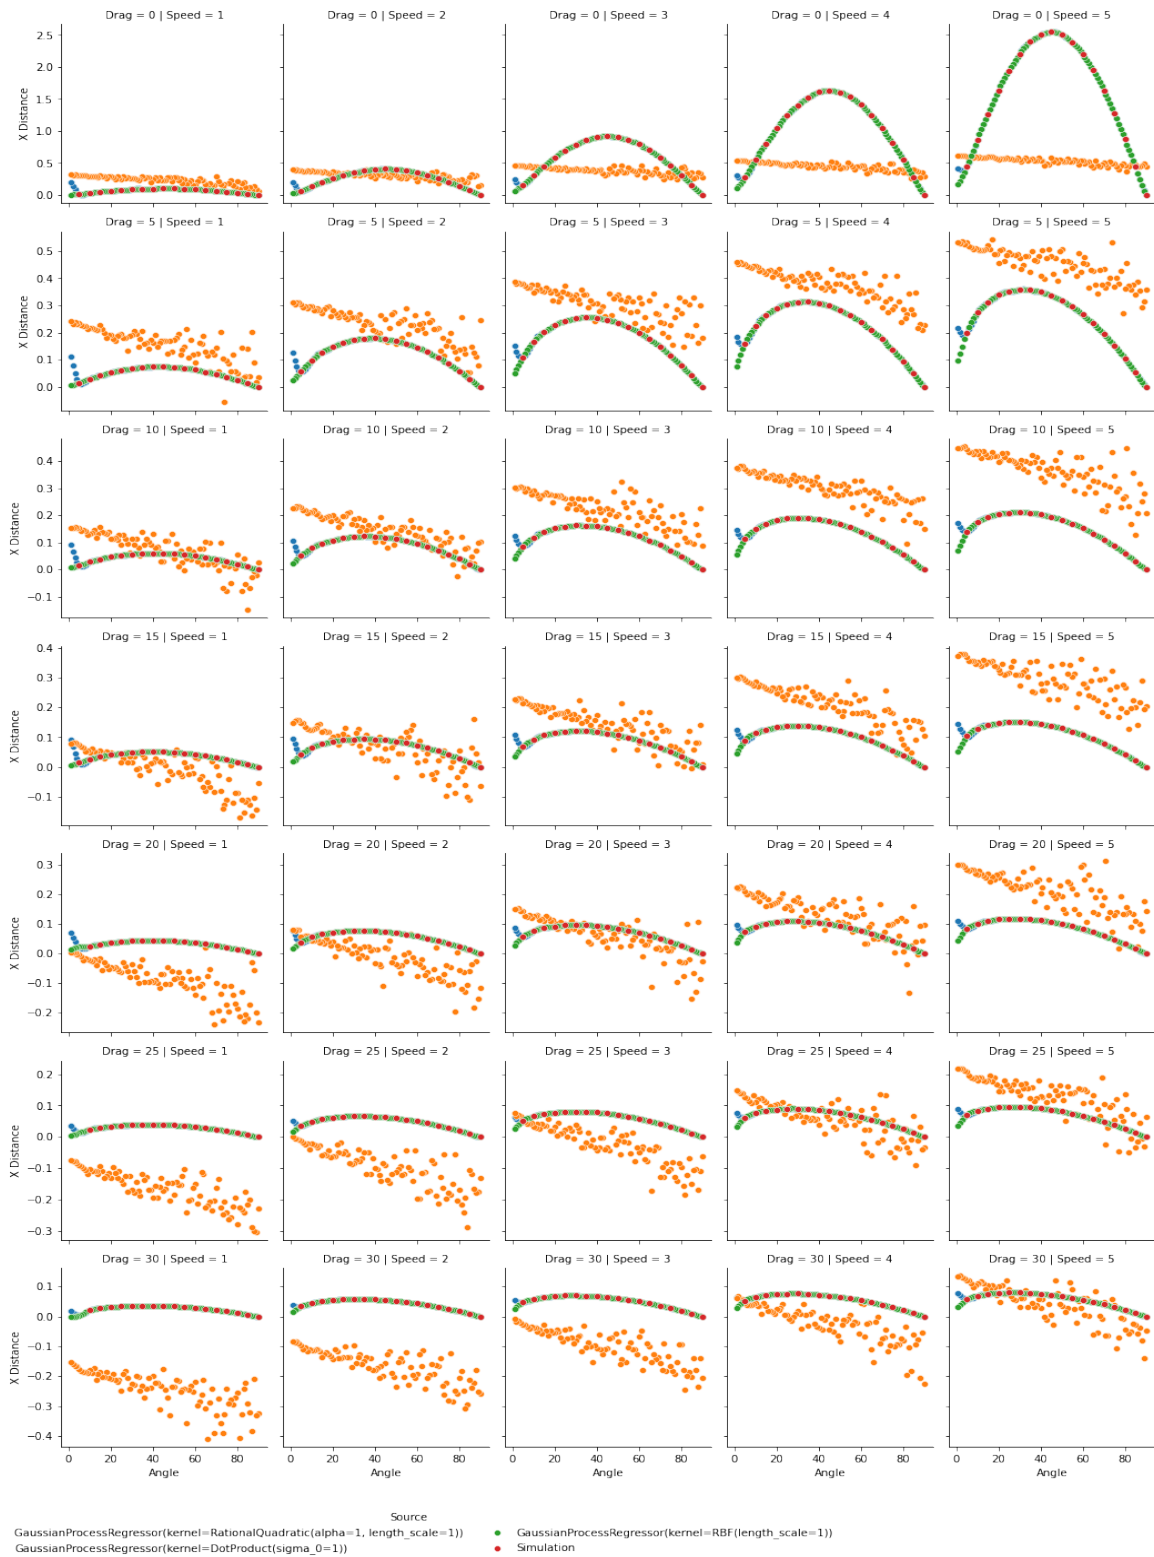 Drag = 0 | Speed = 1 Drag = 0 | Speed = 2 Drag = 0 | Speed = 3 Drag = 0 | Speed = 4 Drag = 0 | Speed = 5
2.5
2.0
1.5
1.0
0.5
0.0
X Distance
Drag = 5 | Speed = 1 Drag = 5 | Speed = 2 Drag = 5 | Speed = 3 Drag = 5 | Speed = 4 Drag = 5 | Speed = 5
0.5
0.4
0.3
0.2
0.1
0.0
X Distance
Drag = 10 | Speed = 1 Drag = 10 | Speed = 2 Drag = 10 | Speed = 3 Drag = 10 | Speed = 4 Drag = 10 | Speed = 5
0.4
0.3
0.2
0.1
0.0
−0.1
X Distance
Drag = 15 | Speed = 1 Drag = 15 | Speed = 2 Drag = 15 | Speed = 3 Drag = 15 | Speed = 4 Drag = 15 | Speed = 5
0.4
0.3
0.2
0.1
0.0
−0.1
X Distance
Drag = 20 | Speed = 1 Drag = 20 | Speed = 2 Drag = 20 | Speed = 3 Drag = 20 | Speed = 4 Drag = 20 | Speed = 5
0.3
0.2
0.1
0.0
−0.1
−0.2
X Distance
Drag = 25 | Speed = 1 Drag = 25 | Speed = 2 Drag = 25 | Speed = 3 Drag = 25 | Speed = 4 Drag = 25 | Speed = 5
0.2
0.1
0.0
−0.1
−0.2
−0.3
X Distance
Drag = 30 | Speed = 1 Drag = 30 | Speed = 2 Drag = 30 | Speed = 3 Drag = 30 | Speed = 4 Drag = 30 | Speed = 5
0.1
0.0
−0.1
−0.2
−0.3
−0.4
X Distance
0 20 40 60 80 0 20 40 60 80 0 20 40 60 80 0 20 40 60 80 0 20 40 60 80
Angle Angle Angle Angle Angle
Source
GaussianProcessRegressor(kernel=RationalQuadratic(alpha=1, length_scale=1)) GaussianProcessRegressor(kernel=RBF(length_scale=1))
GaussianProcessRegressor(kernel=DotProduct(sigma_0=1)) Simulation